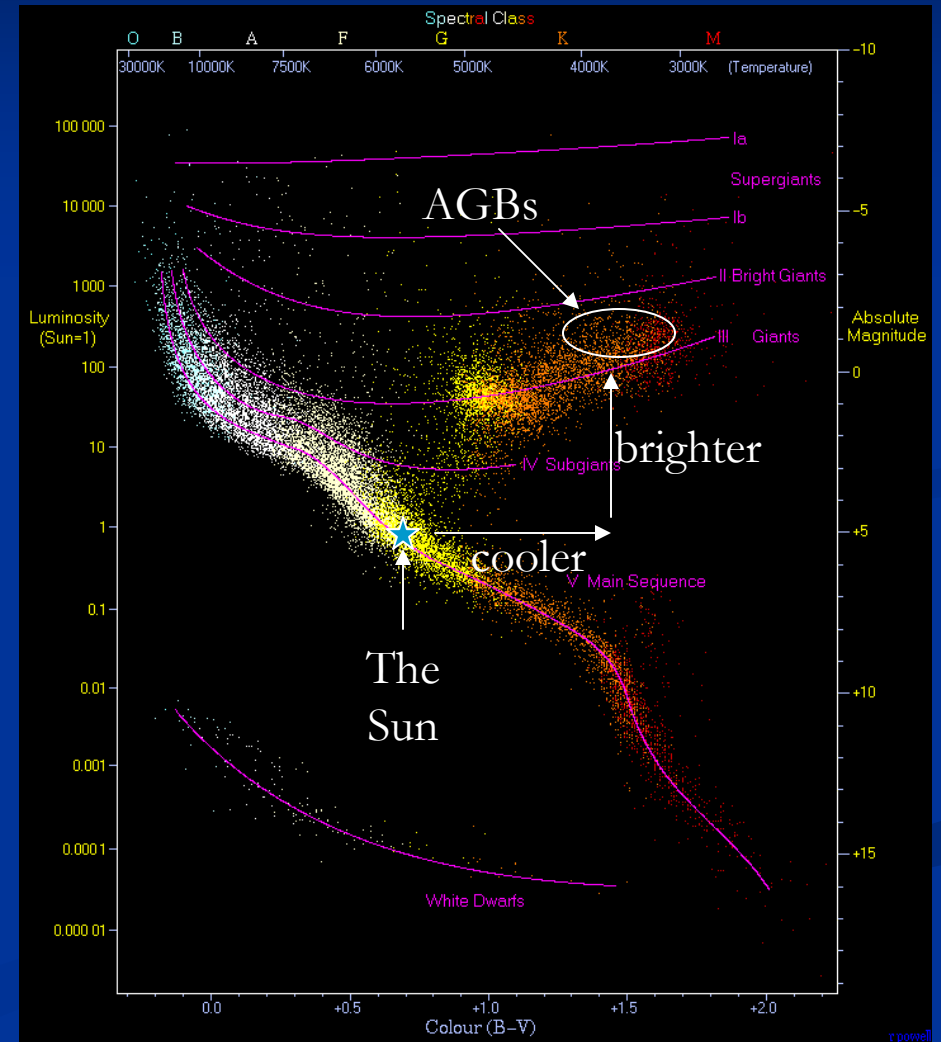 Spectral Class
O B A F G K M
30000K 10000K 7500K 6000K 5000K 4000K 3000K (Temperature)
-10
100 000
Ia
Supergiants
AGBs
10 000
-5
Ib
1000
II Bright Giants
Luminosity
(Sun=1)
Absolute
Magnitude
III Giants
100
0
10
brighter
IV Subgiants
1
+5
cooler
V Main Sequence
0.1
The
Sun
0.01
+10
0.001
0.0001
+15
White Dwarfs
0.000 01
0.0 +0.5 +1.0 +1.5 +2.0
Colour (B-V)
r powell